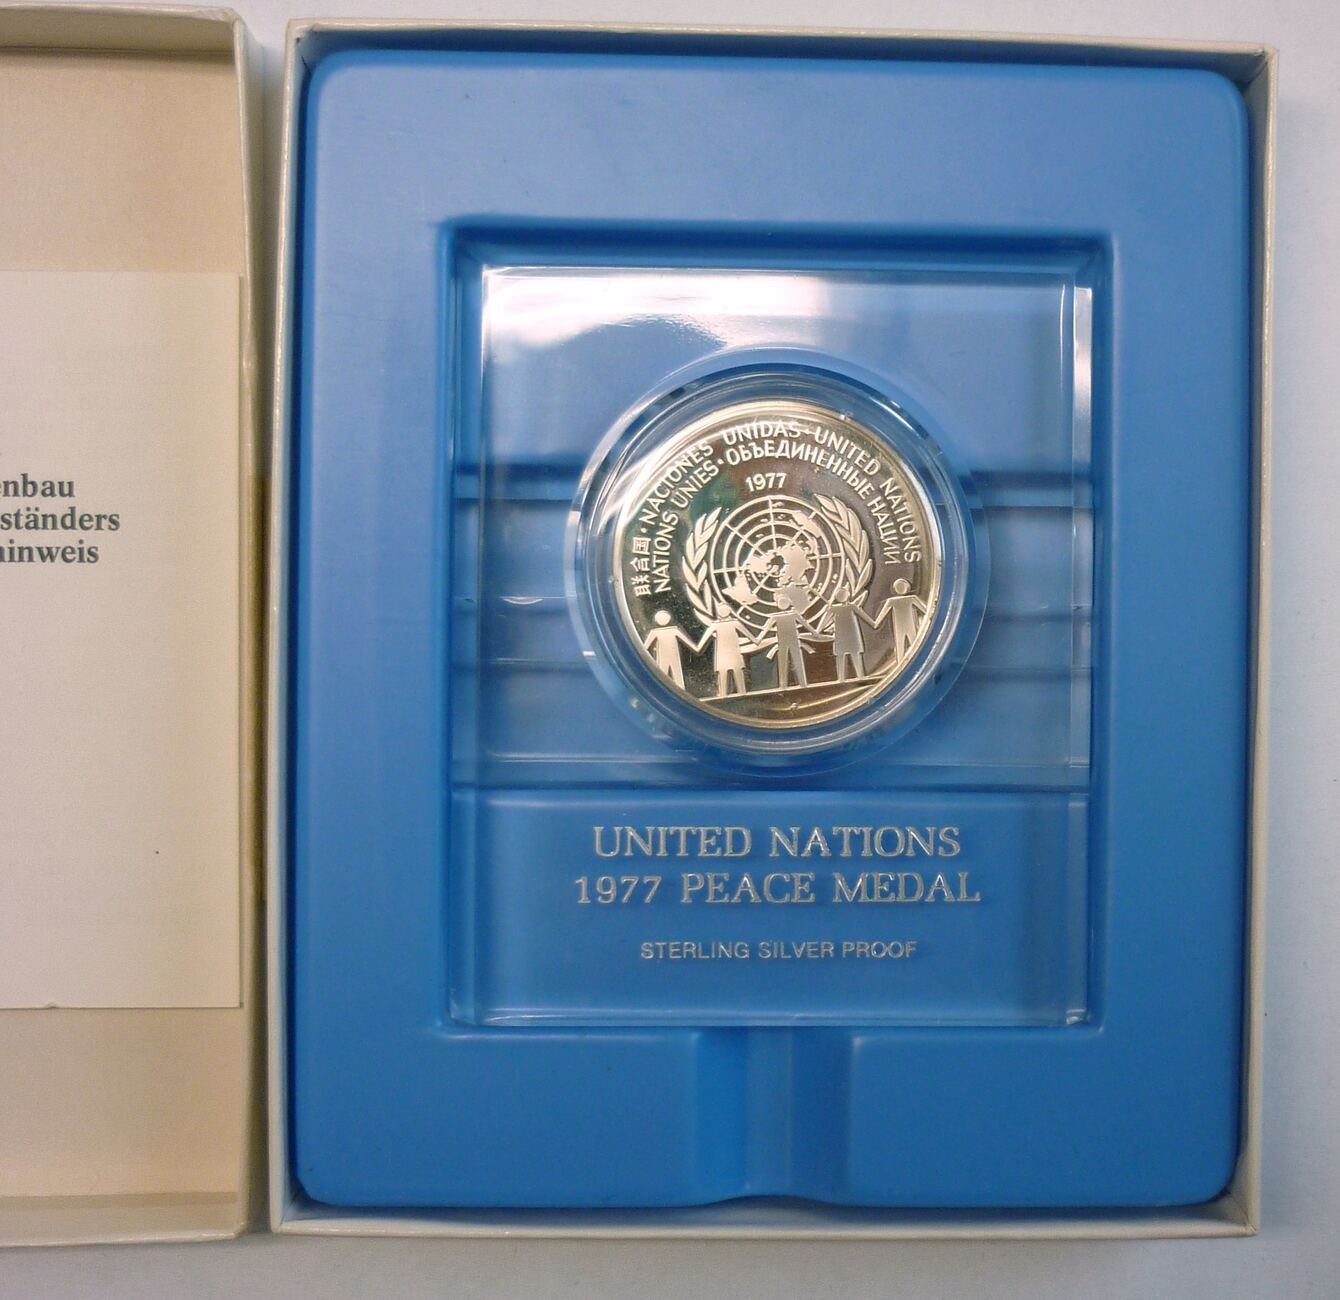 enbau
ständers
hinweis
联合国·NACIONES UNIDAS·UNITED NATIONS
NATIONS UNIES·ОБЪЕДИНЕННЫЕ НАЦИИ
1977
UNITED NATIONS
1977 PEACE MEDAL
STERLING SILVER PROOF